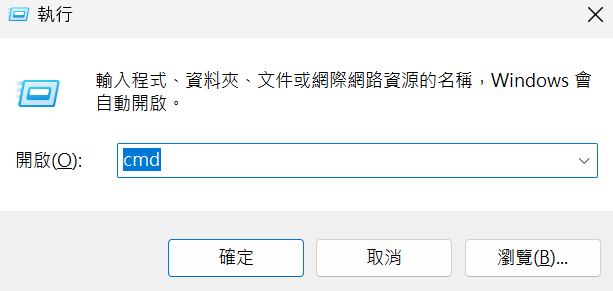 執行
輸入程式、資料夾、文件或網際網路資源的名稱，Windows 會
自動開啟。
開啟(O):
cmd
確定
取消
瀏覽(B)...